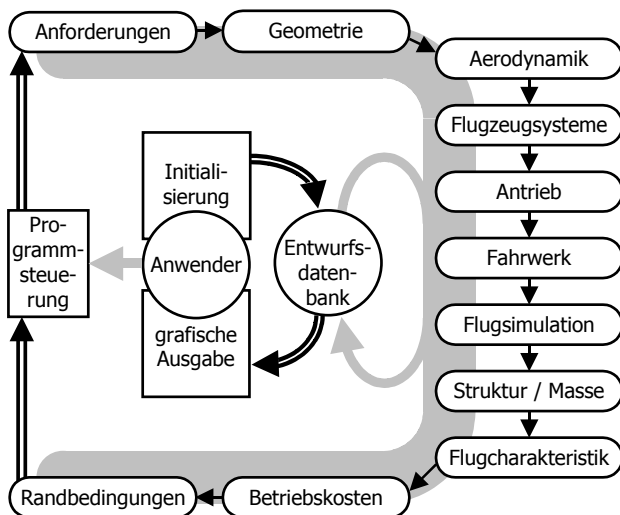 Anforderungen
Geometrie
Aerodynamik
Flugzeugsysteme
Antrieb
Fahrwerk
Flugsimulation
Struktur / Masse
Flugcharakteristik
Betriebskosten
Randbedingungen
Pro-
grammm-
steue-
rung
Initiali-
sierung
Anwender
grafische
Ausgabe
Entwurfs-
daten-
bank